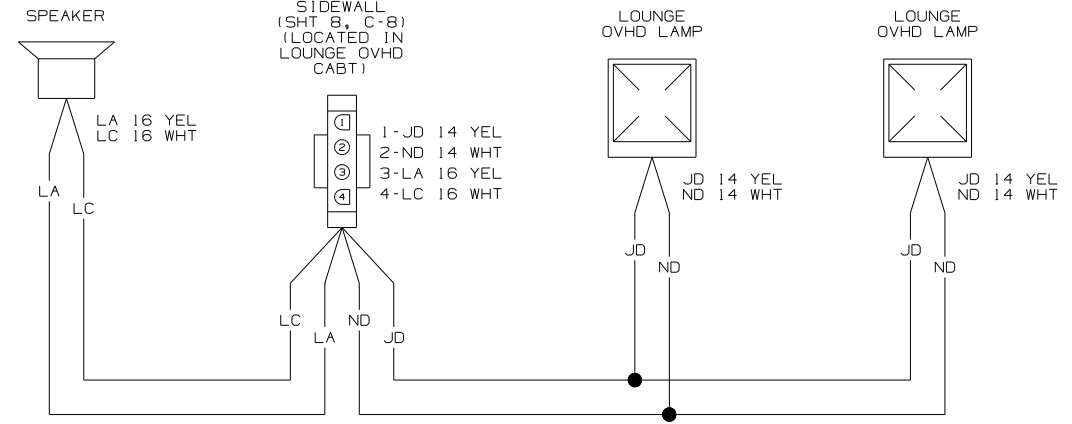 SPEAKER
LA 16 YEL
LC 16 WHT
LA
LC
SIDEWALL
(SHT 8, C-8)
(LOCATED IN
LOUNGE OVHD
CABT)
1
2
3
4
1-JD 14 YEL
2-ND 14 WHT
3-LA 16 YEL
4-LC 16 WHT
LC
LA
ND
JD
LOUNGE
OVHD LAMP
JD 14 YEL
ND 14 WHT
JD
ND
LOUNGE
OVHD LAMP
JD 14 YEL
ND 14 WHT
JD
ND